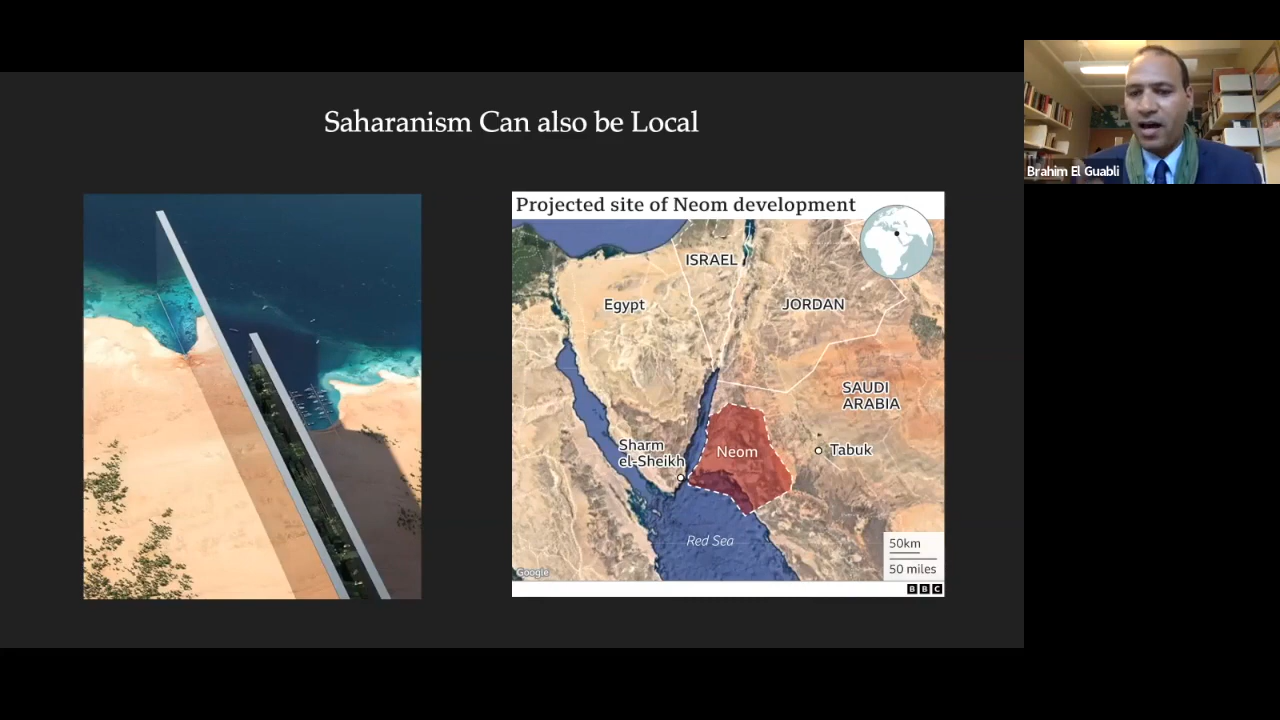 Saharanism Can also be Local
Brahim El Guabli
Projected site of Neom development
ISRAEL
Egypt
JORDAN
SAUDI
ARABIA
Sharm
el-Sheikh
Neom
Tabuk
Red Sea
50km
50 miles
Google
BBC